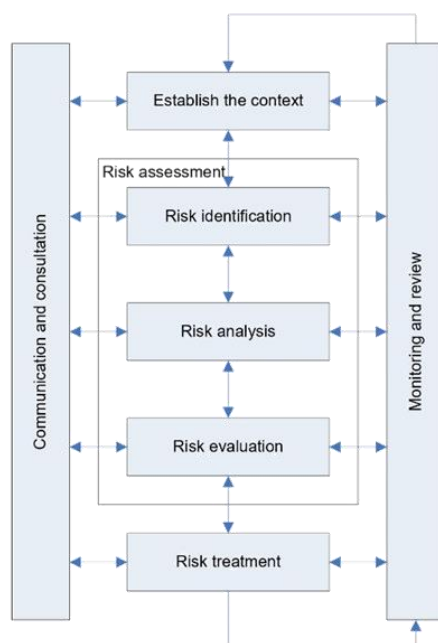 Establish the context
Risk assessment
Risk identification
Risk analysis
Risk evaluation
Risk treatment
Communication and consultation
Monitoring and review